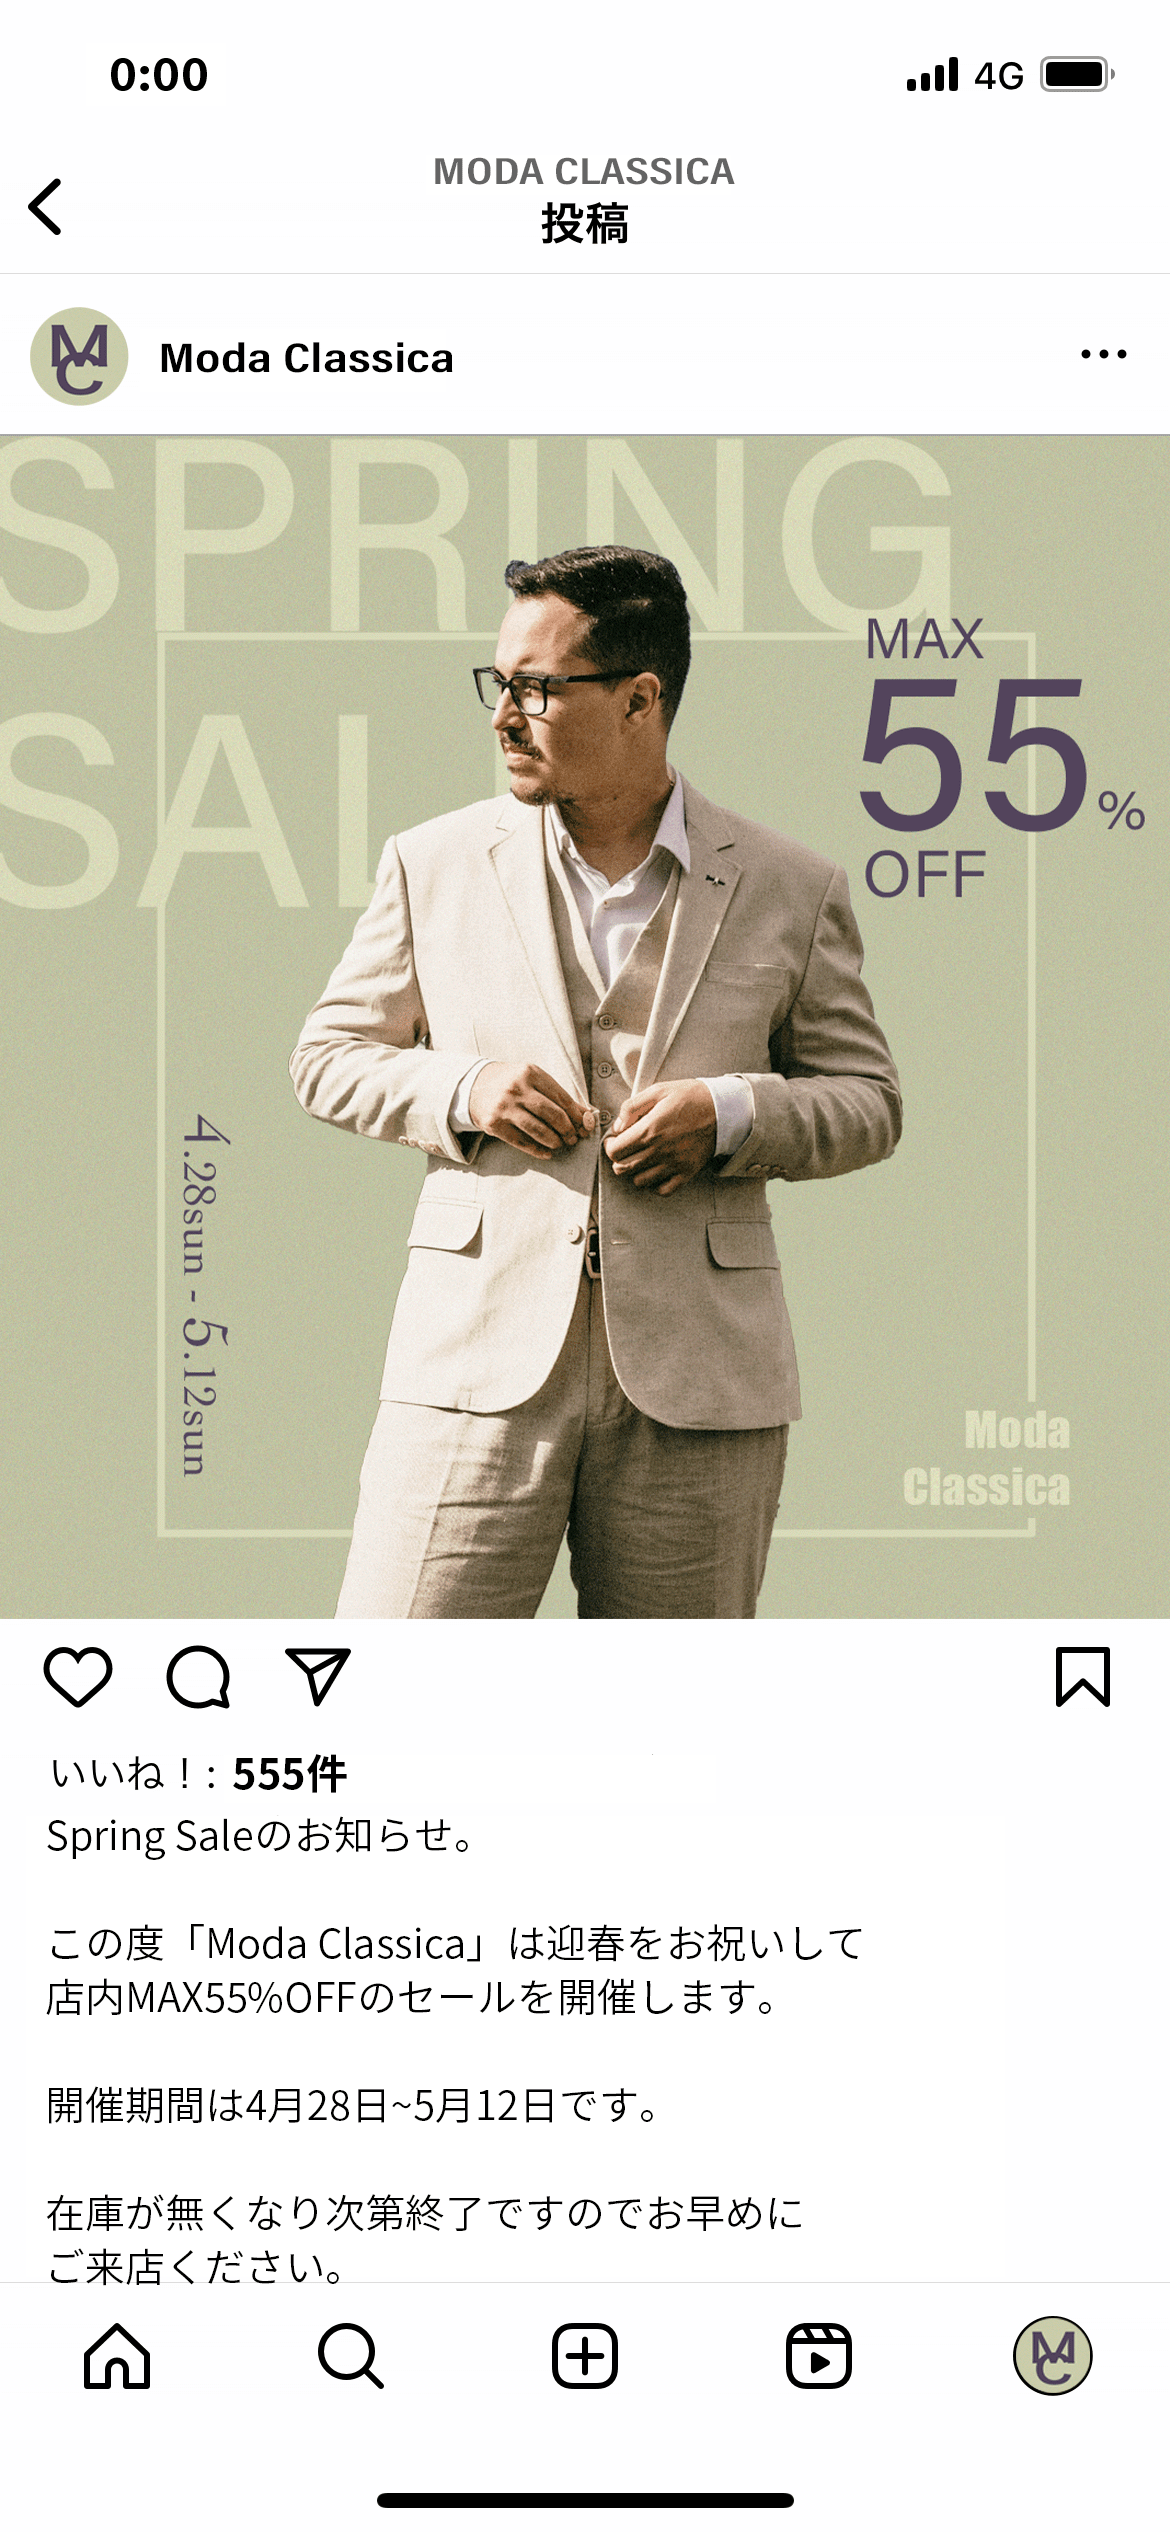 0:00
4G
MODA CLASSICA
投稿
MC
Moda Classica
SPRING
SAL
MAX
55%
OFF
4.28sun - 5.12sun
Moda
Classica
いいね！: 555件
Spring Saleのお知らせ。
この度「Moda Classica」は迎春をお祝いして
店内MAX55%OFFのセールを開催します。
開催期間は4月28日~5月12日です。
在庫が無くなり次第終了ですのでお早めに
ご来店ください。
MC